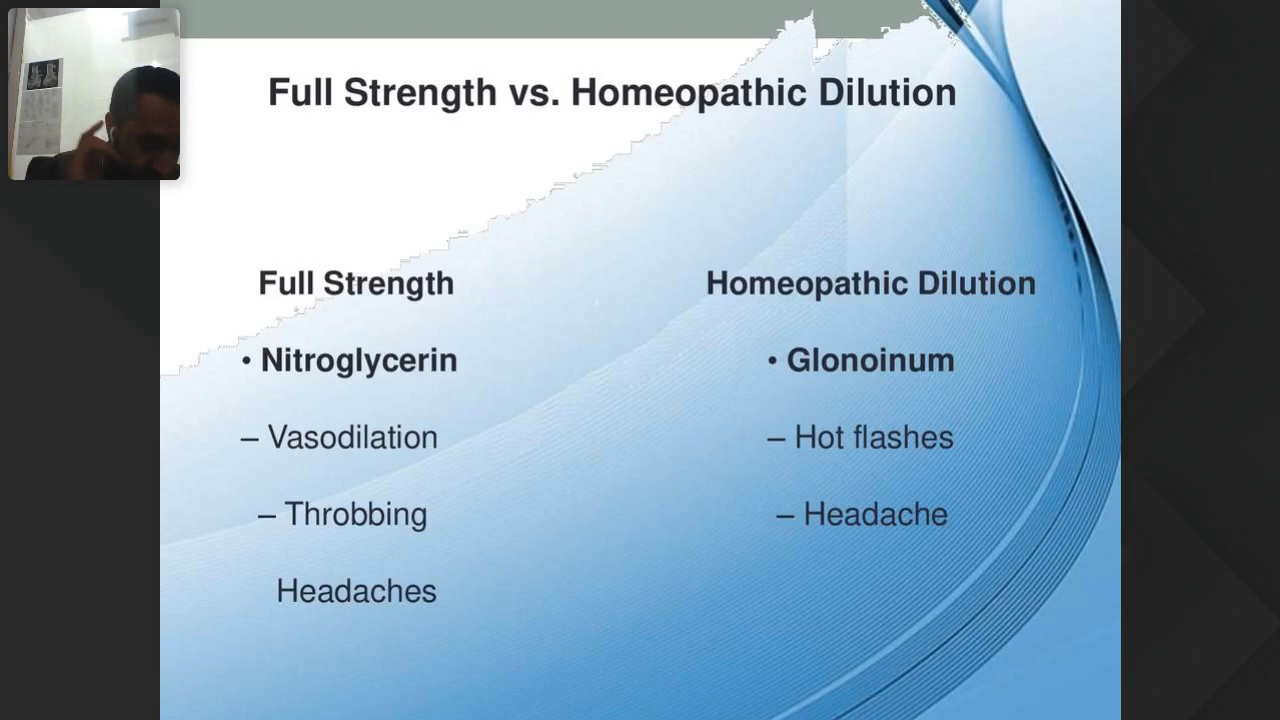 Full Strength vs. Homeopathic Dilution
Full Strength
• Nitroglycerin
– Vasodilation
– Throbbing
Headaches
Homeopathic Dilution
• Glonoinum
– Hot flashes
– Headache